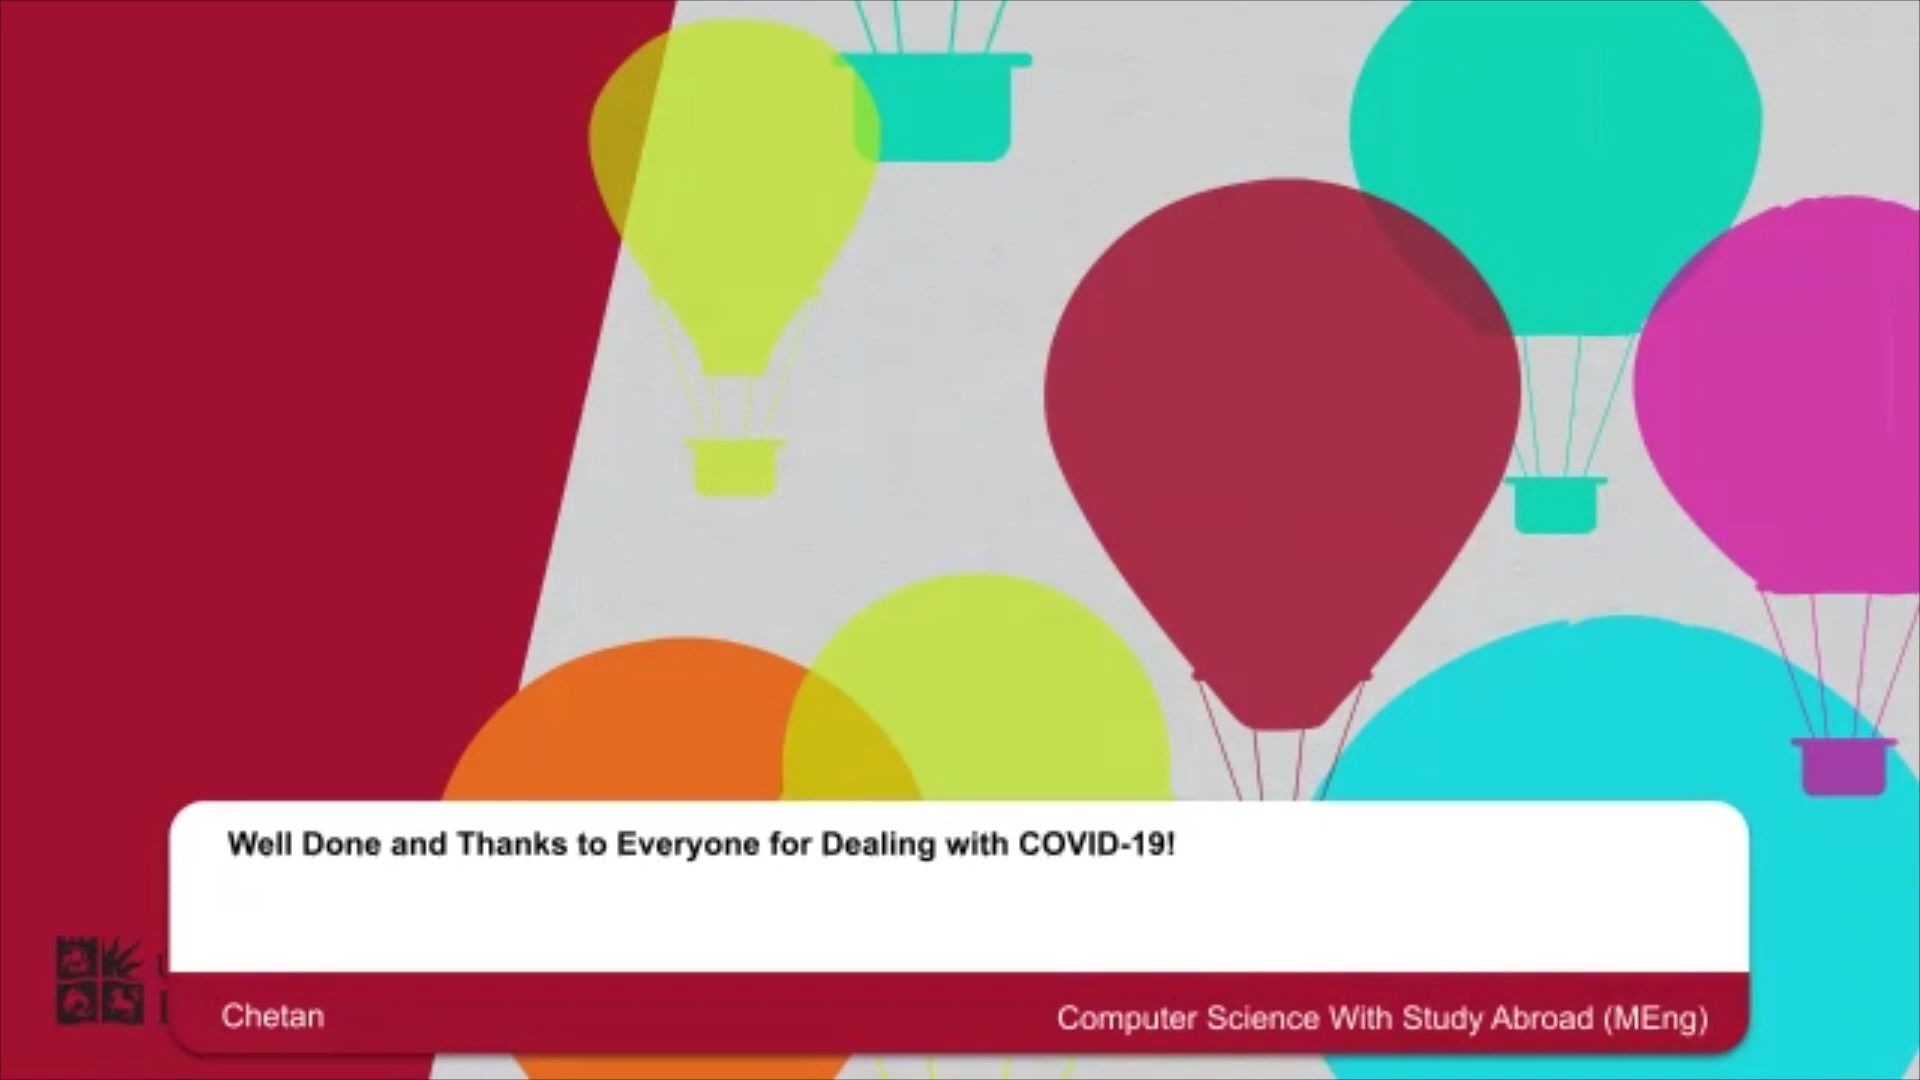 Well Done and Thanks to Everyone for Dealing with COVID-19!
Chetan
Computer Science With Study Abroad (MEng)